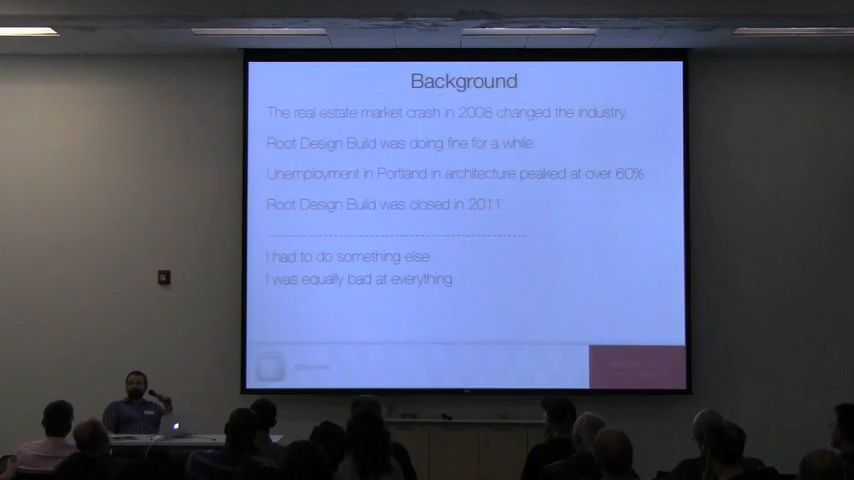 Background
The real estate market crash in 2008 changed the industry
Root Design Build was doing fine for a while.
Unemployment in Portland in architecture peaked at over 60%
Root Design Build was closed in 2011
I had to do something else
I was equally bad at everything